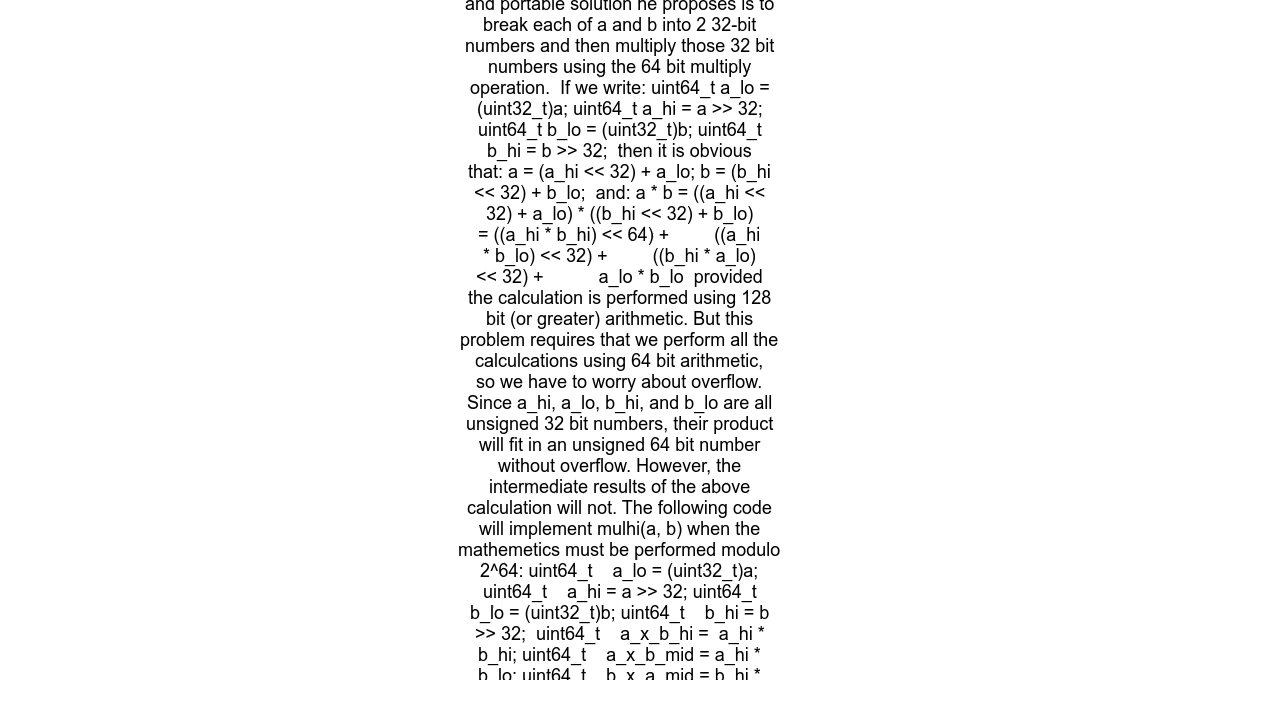 and portable solution he proposes is to
break each of a and b into 2 32-bit
numbers and then multiply those 32 bit
numbers using the 64 bit multiply
operation.  If we write: uint64_t a_lo =
(uint32_t)a; uint64_t a_hi = a >> 32;
uint64_t b_lo = (uint32_t)b; uint64_t
b_hi = b >> 32;  then it is obvious
that: a = (a_hi << 32) + a_lo; b = (b_hi
<< 32) + b_lo;  and: a * b = ((a_hi <<
32) + a_lo) * ((b_hi << 32) + b_lo)
= ((a_hi * b_hi) << 64) +         ((a_hi
* b_lo) << 32) +         ((b_hi * a_lo)
<< 32) +           a_lo * b_lo  provided
the calculation is performed using 128
bit (or greater) arithmetic. But this
problem requires that we perform all the
calculcations using 64 bit arithmetic,
so we have to worry about overflow.
Since a_hi, a_lo, b_hi, and b_lo are all
unsigned 32 bit numbers, their product
will fit in an unsigned 64 bit number
without overflow. However, the
intermediate results of the above
calculation will not. The following code
will implement mulhi(a, b) when the
mathemetics must be performed modulo
2^64: uint64_t    a_lo = (uint32_t)a;
uint64_t    a_hi = a >> 32; uint64_t
b_lo = (uint32_t)b; uint64_t    b_hi = b
>> 32;  uint64_t    a_x_b_hi =  a_hi *
b_hi; uint64_t    a_x_b_mid = a_hi *
b_lo; uint64_t    b_x_a_mid = b_hi *